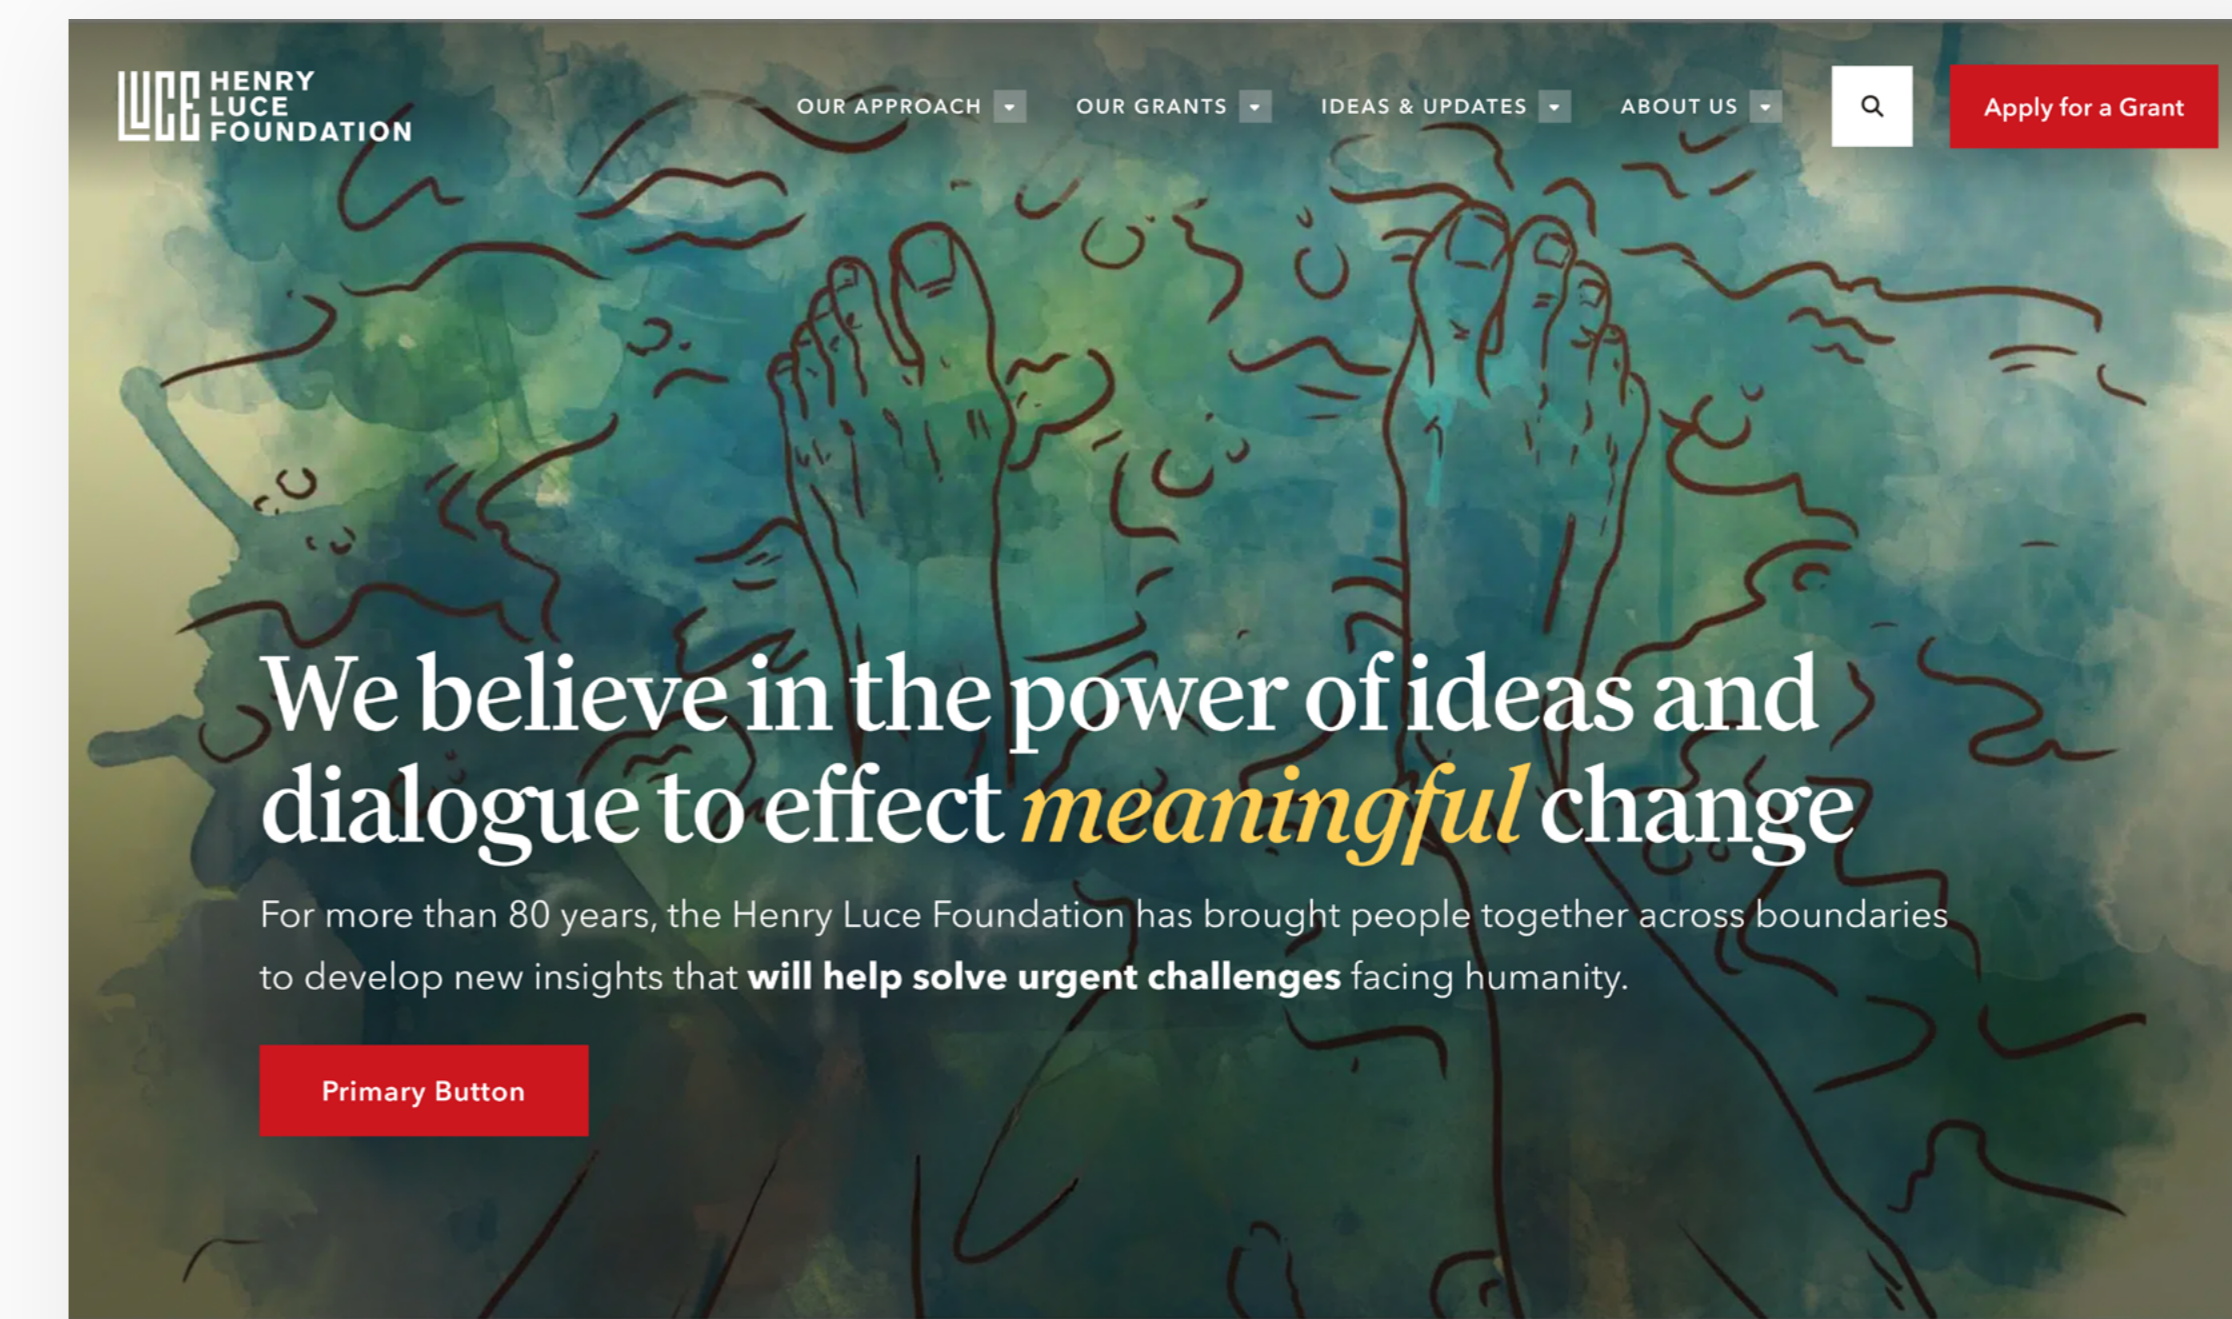 LUCE HENRY
LUCE
FOUNDATION
OUR APPROACH
OUR GRANTS
IDEAS & UPDATES
ABOUT US
Apply for a Grant
We believe in the power of ideas and
dialogue to effect meaningful change
For more than 80 years, the Henry Luce Foundation has brought people together across boundaries
to develop new insights that will help solve urgent challenges facing humanity.
Primary Button